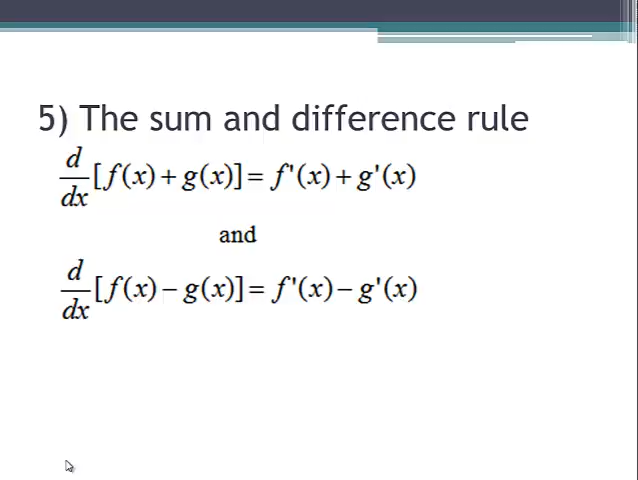 5) The sum and difference rule
d/dx [f(x) + g(x)] = f'(x) + g'(x)
and
d/dx [f(x) − g(x)] = f'(x) − g'(x)